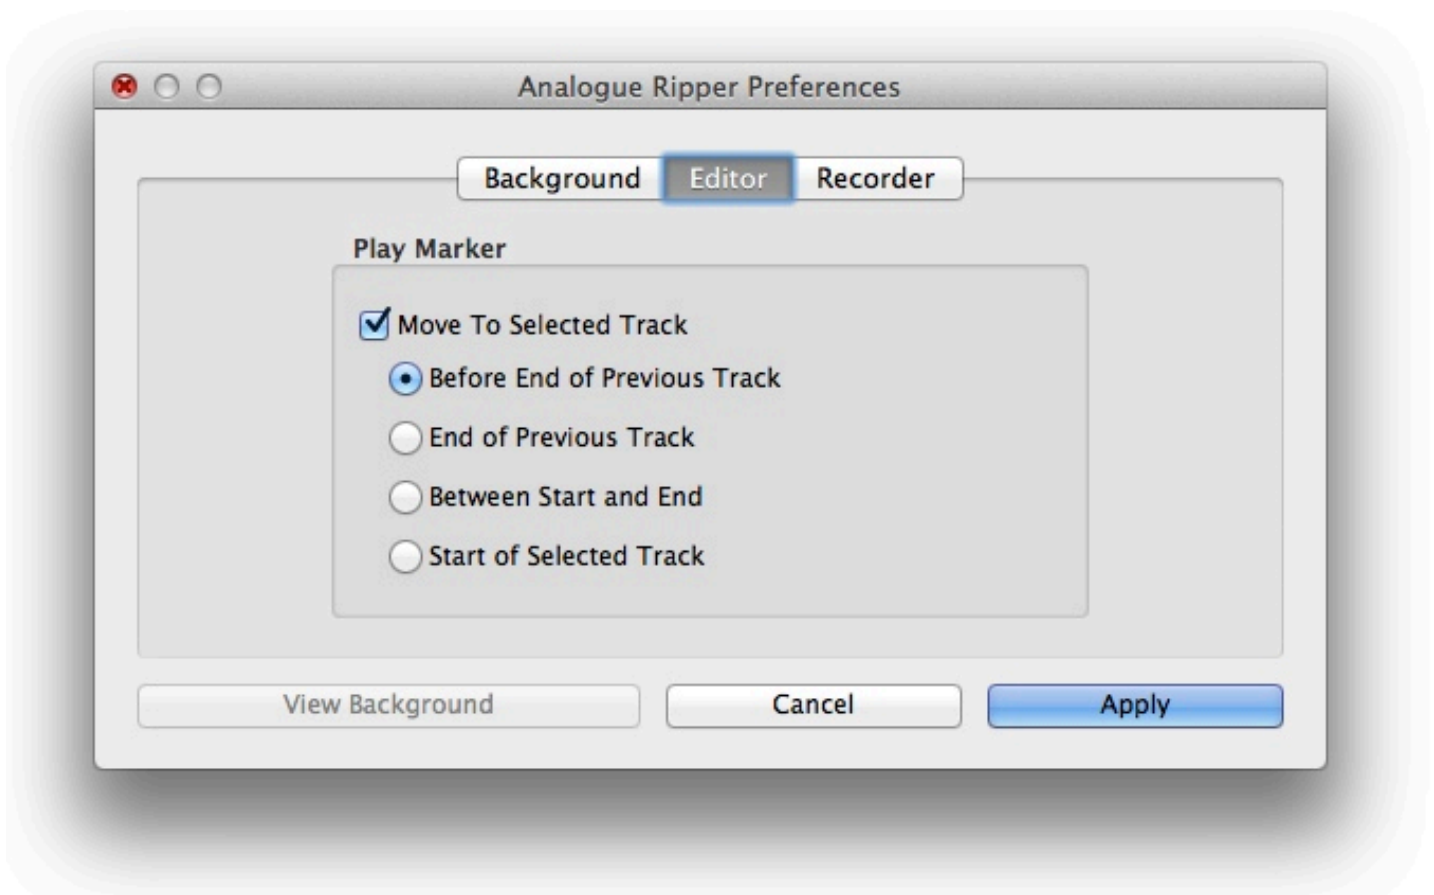 Analogue Ripper Preferences
Background Editor Recorder
Play Marker
Move To Selected Track
Before End of Previous Track
End of Previous Track
Between Start and End
Start of Selected Track
View Background Cancel Apply